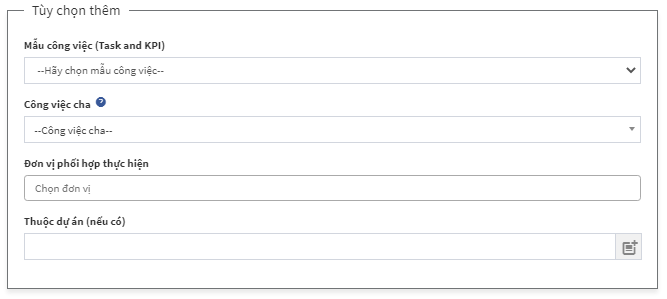 Tùy chọn thêm
Mẫu công việc (Task and KPI)
--Hãy chọn mẫu công việc--
Công việc cha ?
--Công việc cha--
Đơn vị phối hợp thực hiện
Chọn đơn vị
Thuộc dự án (nếu có)